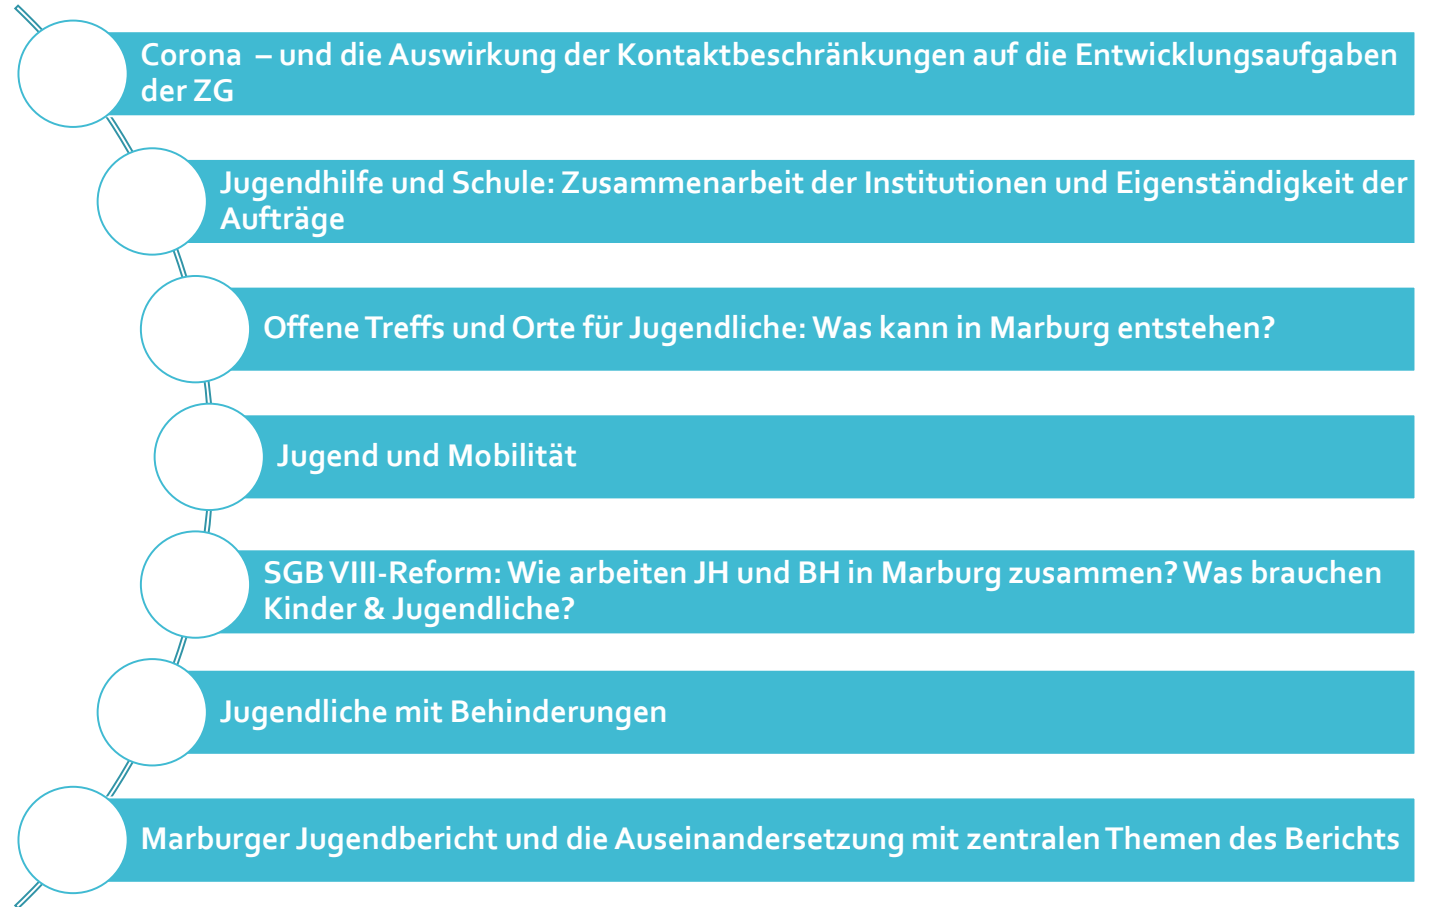 Corona – und die Auswirkung der Kontaktbeschränkungen auf die Entwicklungsaufgaben
der ZG
Jugendhilfe und Schule: Zusammenarbeit der Institutionen und Eigenständigkeit der
Aufträge
Offene Treffs und Orte für Jugendliche: Was kann in Marburg entstehen?
Jugend und Mobilität
SGB VIII-Reform: Wie arbeiten JH und BH in Marburg zusammen? Was brauchen
Kinder & Jugendliche?
Jugendliche mit Behinderungen
Marburger Jugendbericht und die Auseinandersetzung mit zentralen Themen des Berichts